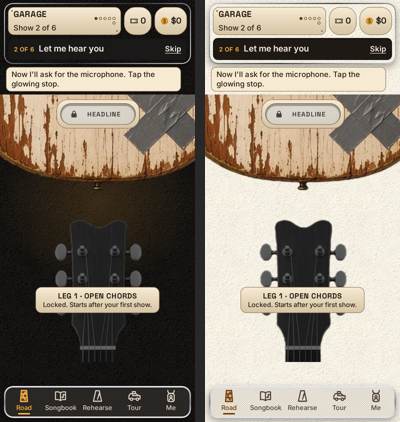 GARAGE
Show 2 of 6
0
$0
2 OF 6 Let me hear you Skip
Now I'll ask for the microphone. Tap the
glowing stop.
HEADLINE
LEG 1 · OPEN CHORDS
Locked. Starts after your first show.
Road Songbook Rehearse Tour Me
GARAGE
Show 2 of 6
0
$0
2 OF 6 Let me hear you Skip
Now I'll ask for the microphone. Tap the
glowing stop.
HEADLINE
LEG 1 · OPEN CHORDS
Locked. Starts after your first show.
Road Songbook Rehearse Tour Me